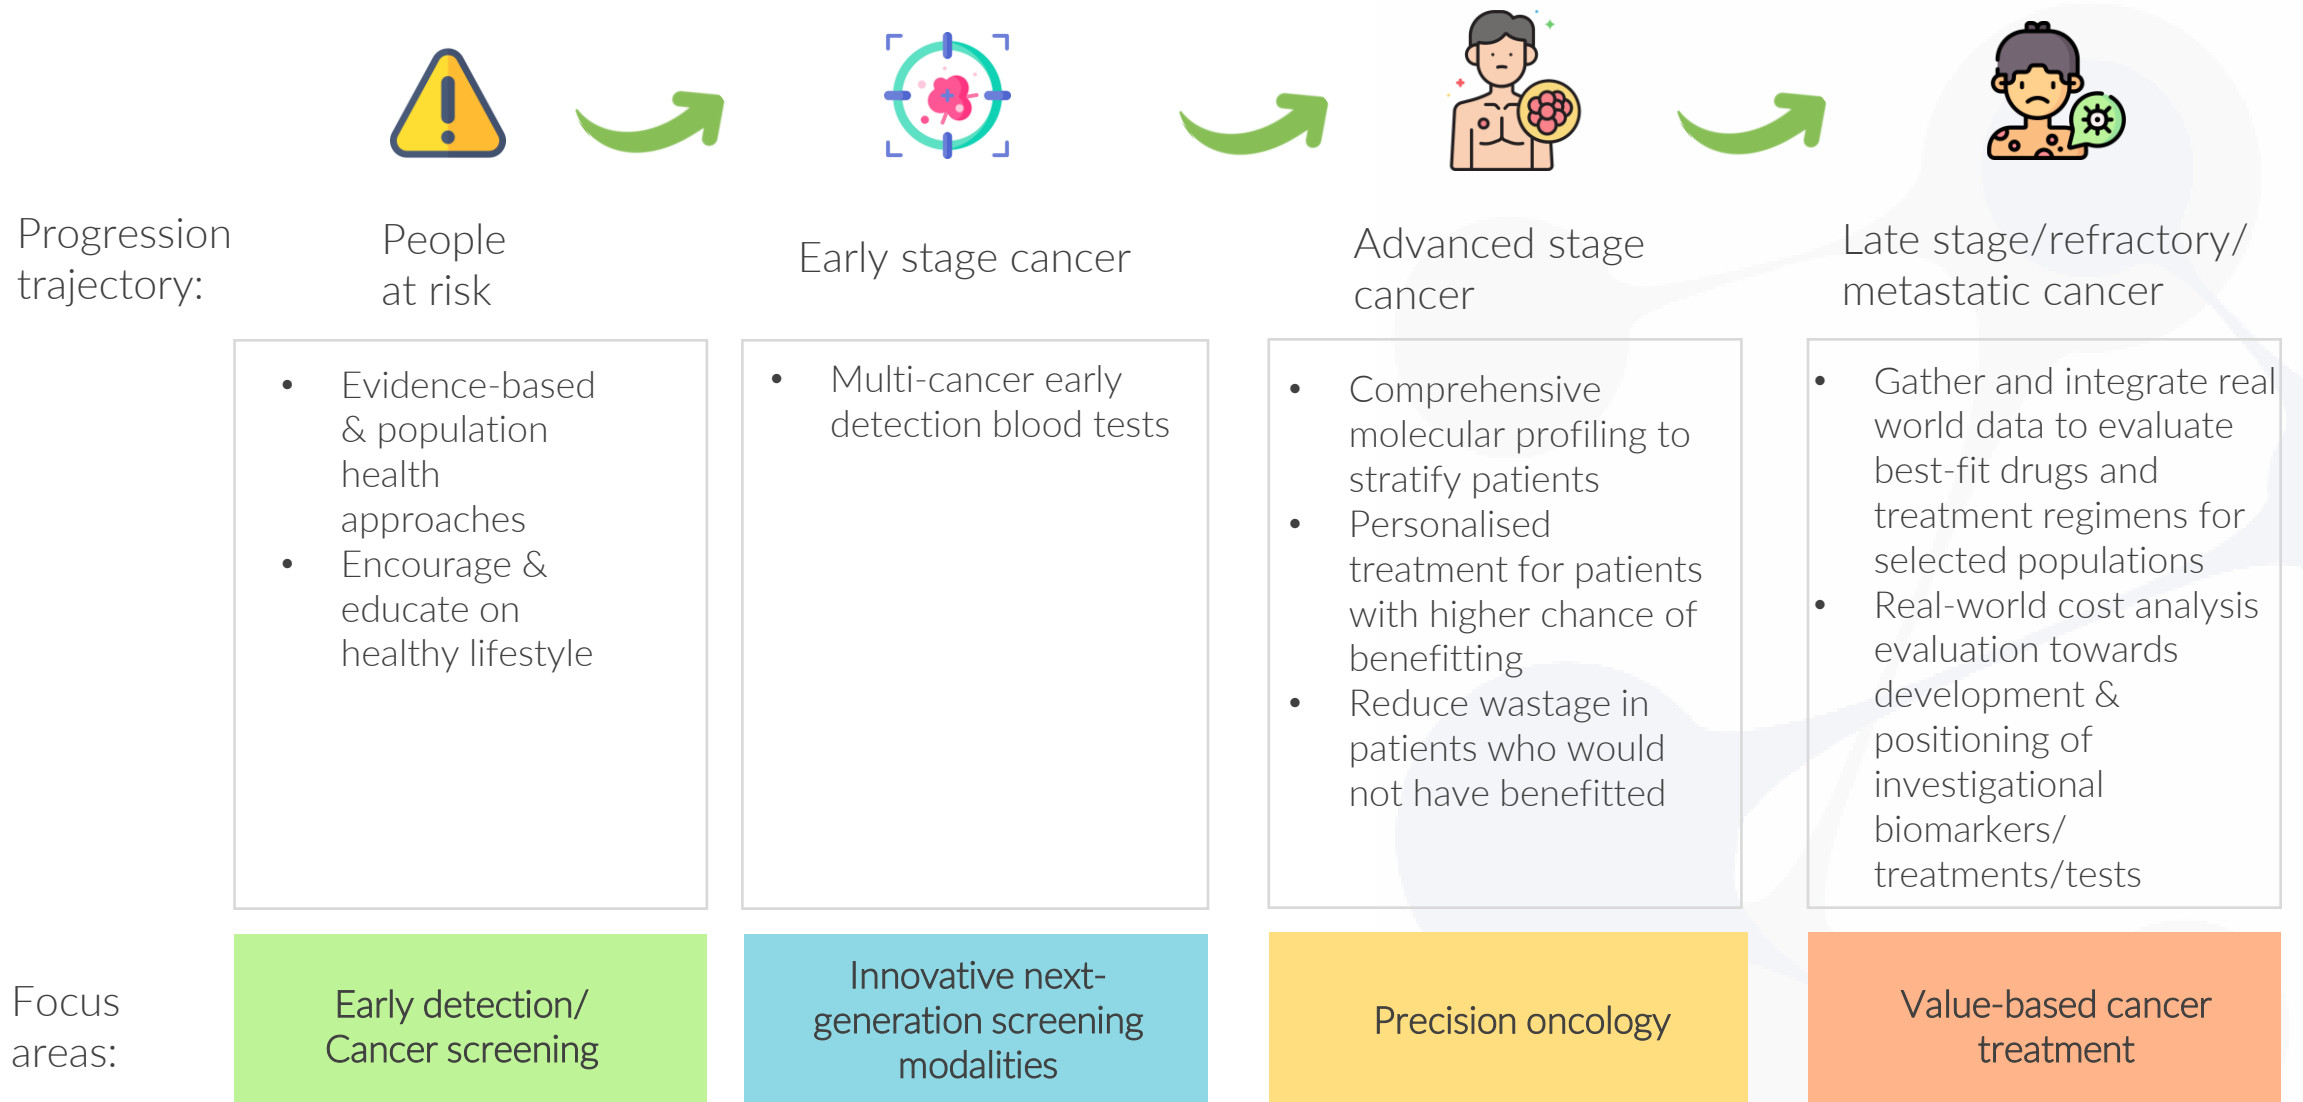 Progression
trajectory:
People
at risk
Early stage cancer
Advanced stage
cancer
Late stage/refractory/
metastatic cancer
• Evidence-based
& population
health
approaches
• Encourage &
educate on
healthy lifestyle
• Multi-cancer early
detection blood tests
• Comprehensive
molecular profiling to
stratify patients
• Personalised
treatment for patients
with higher chance of
benefitting
• Reduce wastage in
patients who would
not have benefitted
• Gather and integrate real
world data to evaluate
best-fit drugs and
treatment regimens for
selected populations
• Real-world cost analysis
evaluation towards
development &
positioning of
investigational
biomarkers/
treatments/tests
Focus
areas:
Early detection/
Cancer screening
Innovative next-
generation screening
modalities
Precision oncology
Value-based cancer
treatment